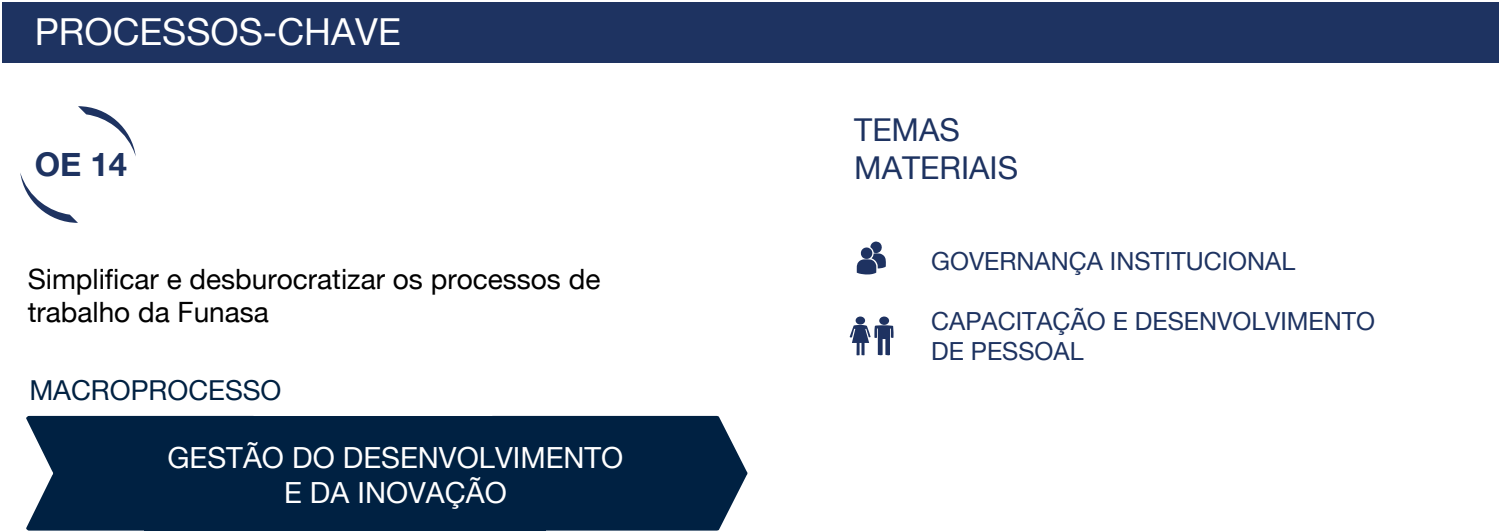 PROCESSOS-CHAVE
OE 14
Simplificar e desburocratizar os processos de
trabalho da Funasa
MACROPROCESSO
GESTÃO DO DESENVOLVIMENTO
E DA INOVAÇÃO
TEMAS
MATERIAIS
GOVERNANÇA INSTITUCIONAL
CAPACITAÇÃO E DESENVOLVIMENTO
DE PESSOAL